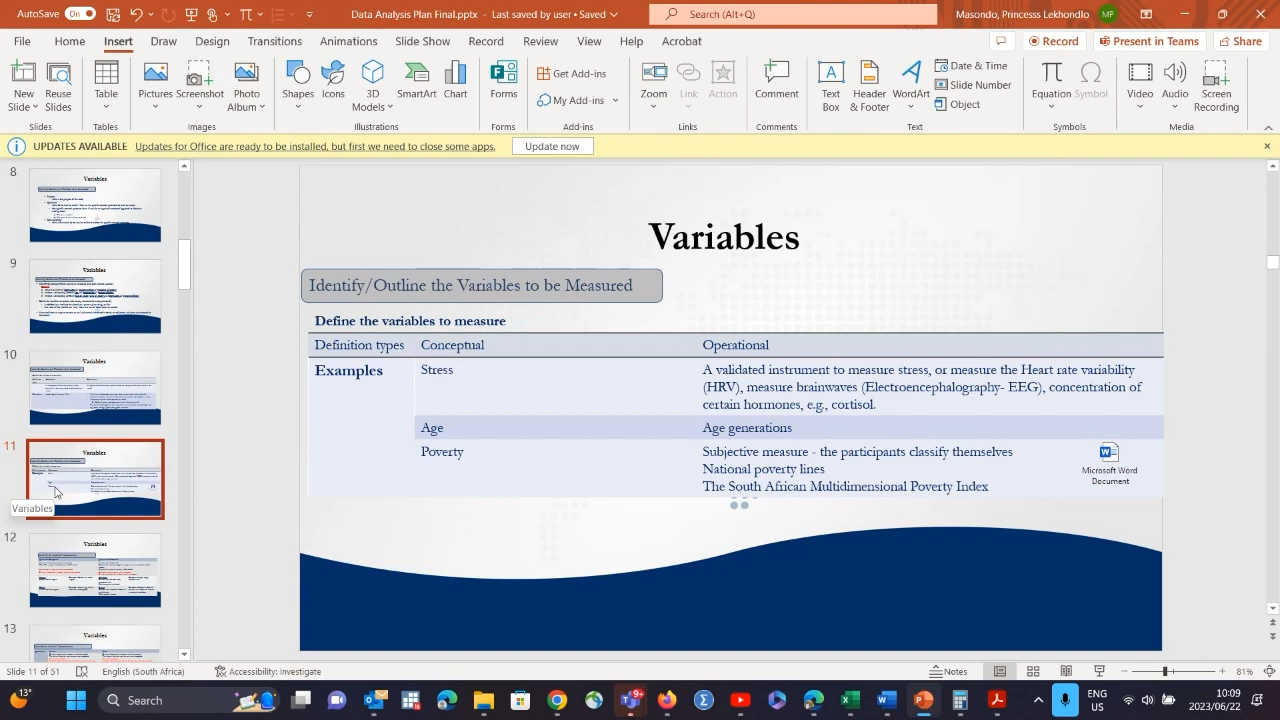 AutoSave On
Data Analysis Plan Final.pptx - Last saved by user • Saved
Search (Alt+Q)
Masondo, Princess Lekhondlo MP
File Home Insert Draw Design Transitions Animations Slide Show Record Review View Help Acrobat
Record Present in Teams Share
New Slide
Reuse Slides
Table
Pictures
Screenshot
Photo Album
Shapes
Icons
3D Models
SmartArt
Chart
Forms
Get Add-ins
My Add-ins
Zoom
Link
Action
Comment
Text Box
Header & Footer
WordArt
Date & Time
Slide Number
Object
Equation
Symbol
Video
Audio
Screen Recording
Slides Tables Images Illustrations Forms Add-ins Links Comments Text Symbols Media
UPDATES AVAILABLE Updates for Office are ready to be installed, but first we need to close some apps. Update now
8
Variables
9
Variables
10
Variables
11
Variables
Variables
12
Variables
13
Variables
Variables
Identify/Outline the Variables to be Measured
Define the variables to measure
Definition types Conceptual Operational
Examples Stress A validated instrument to measure stress, or measure the Heart rate variability
(HRV), measure brainwaves (Electroencephalography-EEG), concentration of
certain hormones, e.g., cortisol.
Age Age generations
Poverty Subjective measure - the participants classify themselves
National poverty lines
The South African Multidimensional Poverty Index
Microsoft Word
Document
Slide 11 of 51 English (South Africa) Accessibility: Investigate Notes 81%
13° Search 9+ ENG US 10:09 2023/06/22